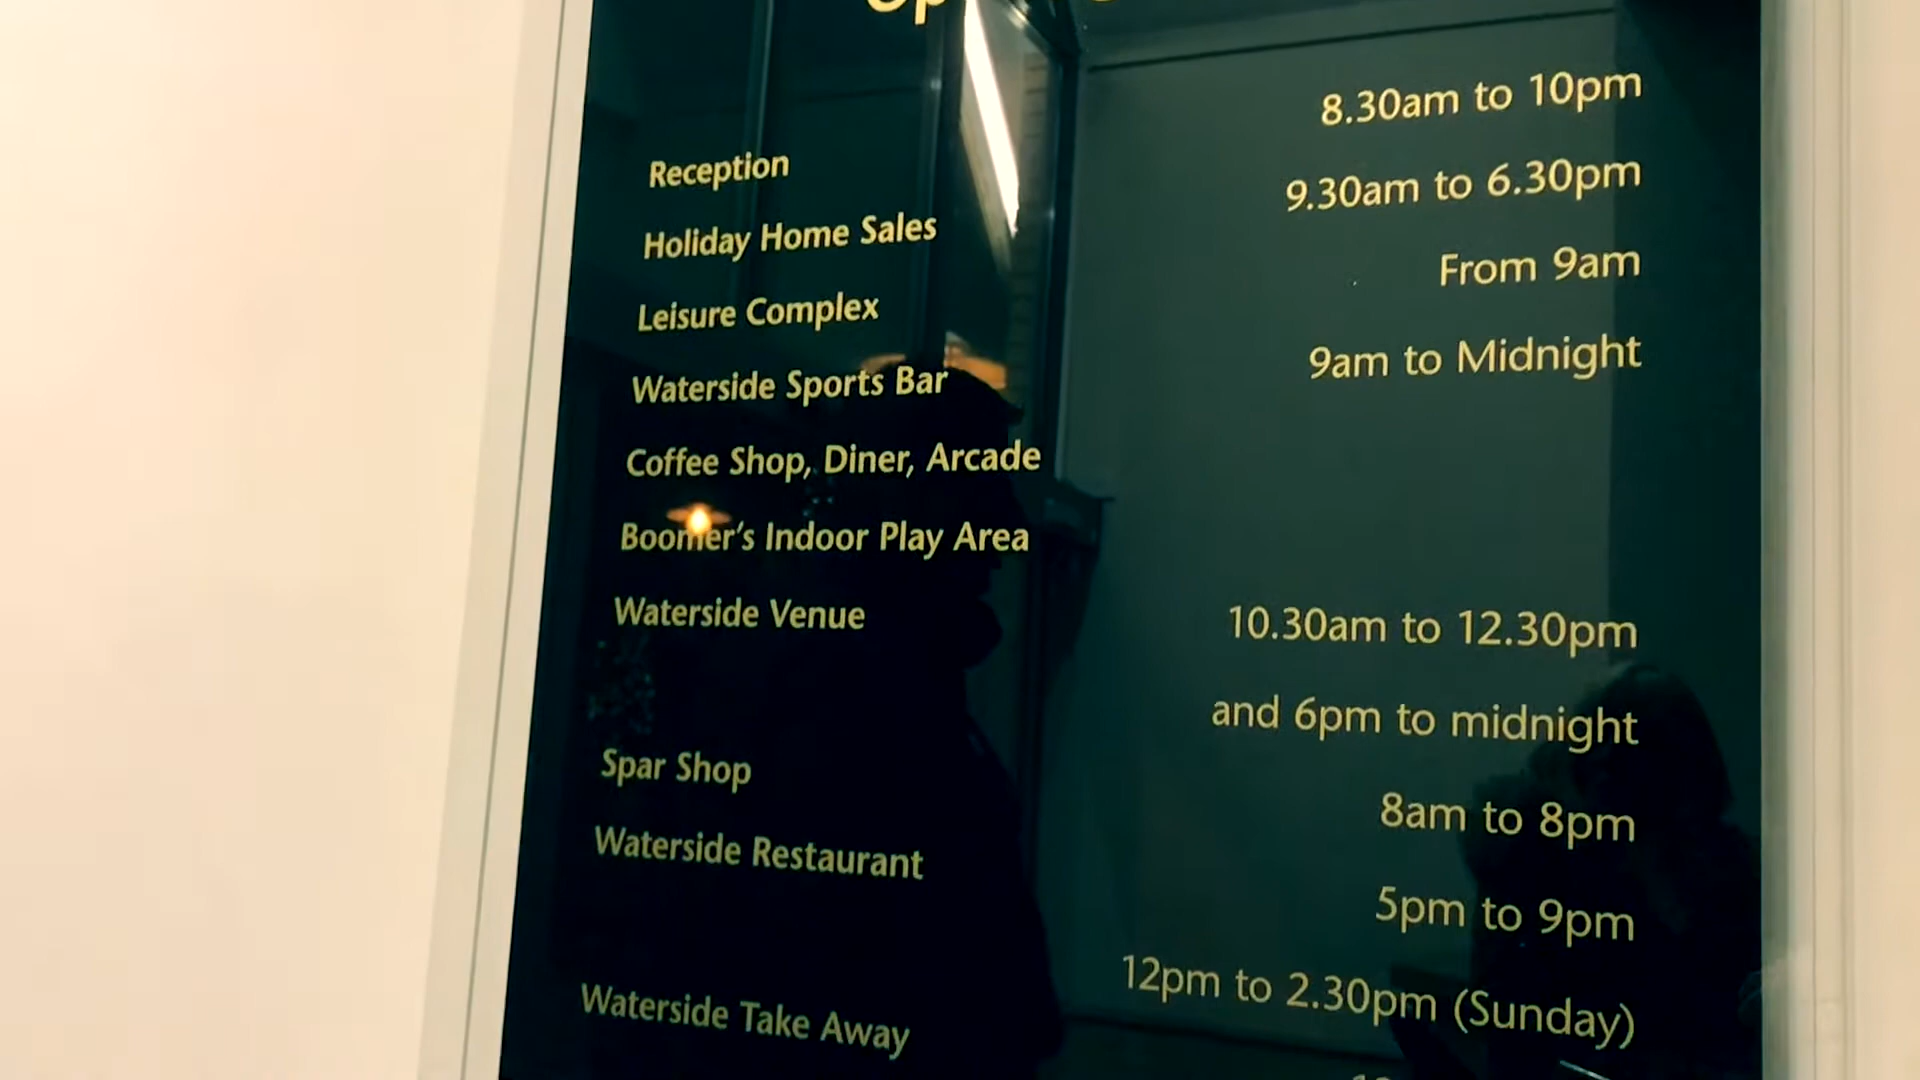 Reception 8.30am to 10pm
Holiday Home Sales 9.30am to 6.30pm
Leisure Complex From 9am
Waterside Sports Bar 9am to Midnight
Coffee Shop, Diner, Arcade
Boomer's Indoor Play Area
Waterside Venue 10.30am to 12.30pm
and 6pm to midnight
Spar Shop 8am to 8pm
Waterside Restaurant 5pm to 9pm
12pm to 2.30pm (Sunday)
Waterside Take Away